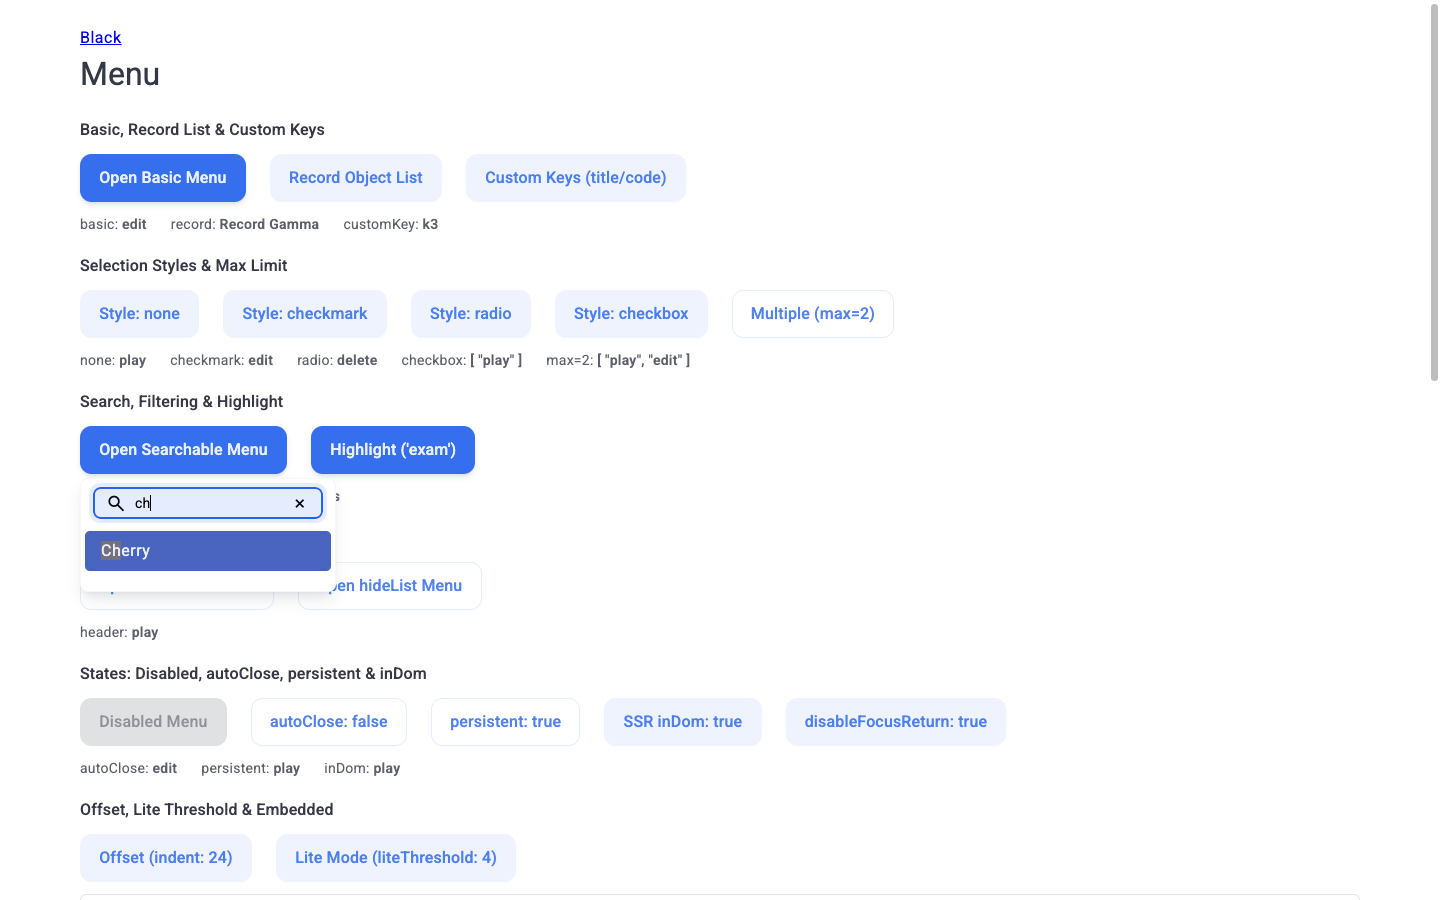 Black
Menu
Basic, Record List & Custom Keys
Open Basic Menu Record Object List Custom Keys (title/code)
basic: edit record: Record Gamma customKey: k3
Selection Styles & Max Limit
Style: none Style: checkmark Style: radio Style: checkbox Multiple (max=2)
none: play checkmark: edit radio: delete checkbox: [ "play" ] max=2: [ "play", "edit" ]
Search, Filtering & Highlight
Open Searchable Menu Highlight ('exam')
ch
Cherry
hideList Menu
header: play
States: Disabled, autoClose, persistent & inDom
Disabled Menu autoClose: false persistent: true SSR inDom: true disableFocusReturn: true
autoClose: edit persistent: play inDom: play
Offset, Lite Threshold & Embedded
Offset (indent: 24) Lite Mode (liteThreshold: 4)